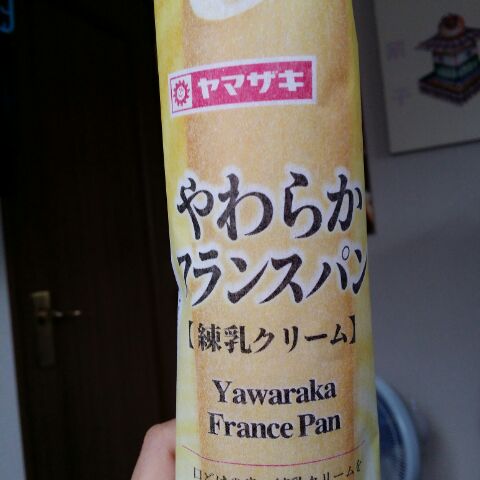 ヤマザキ
やわらか
フランスパン
【練乳クリーム】
Yawaraka
France Pan